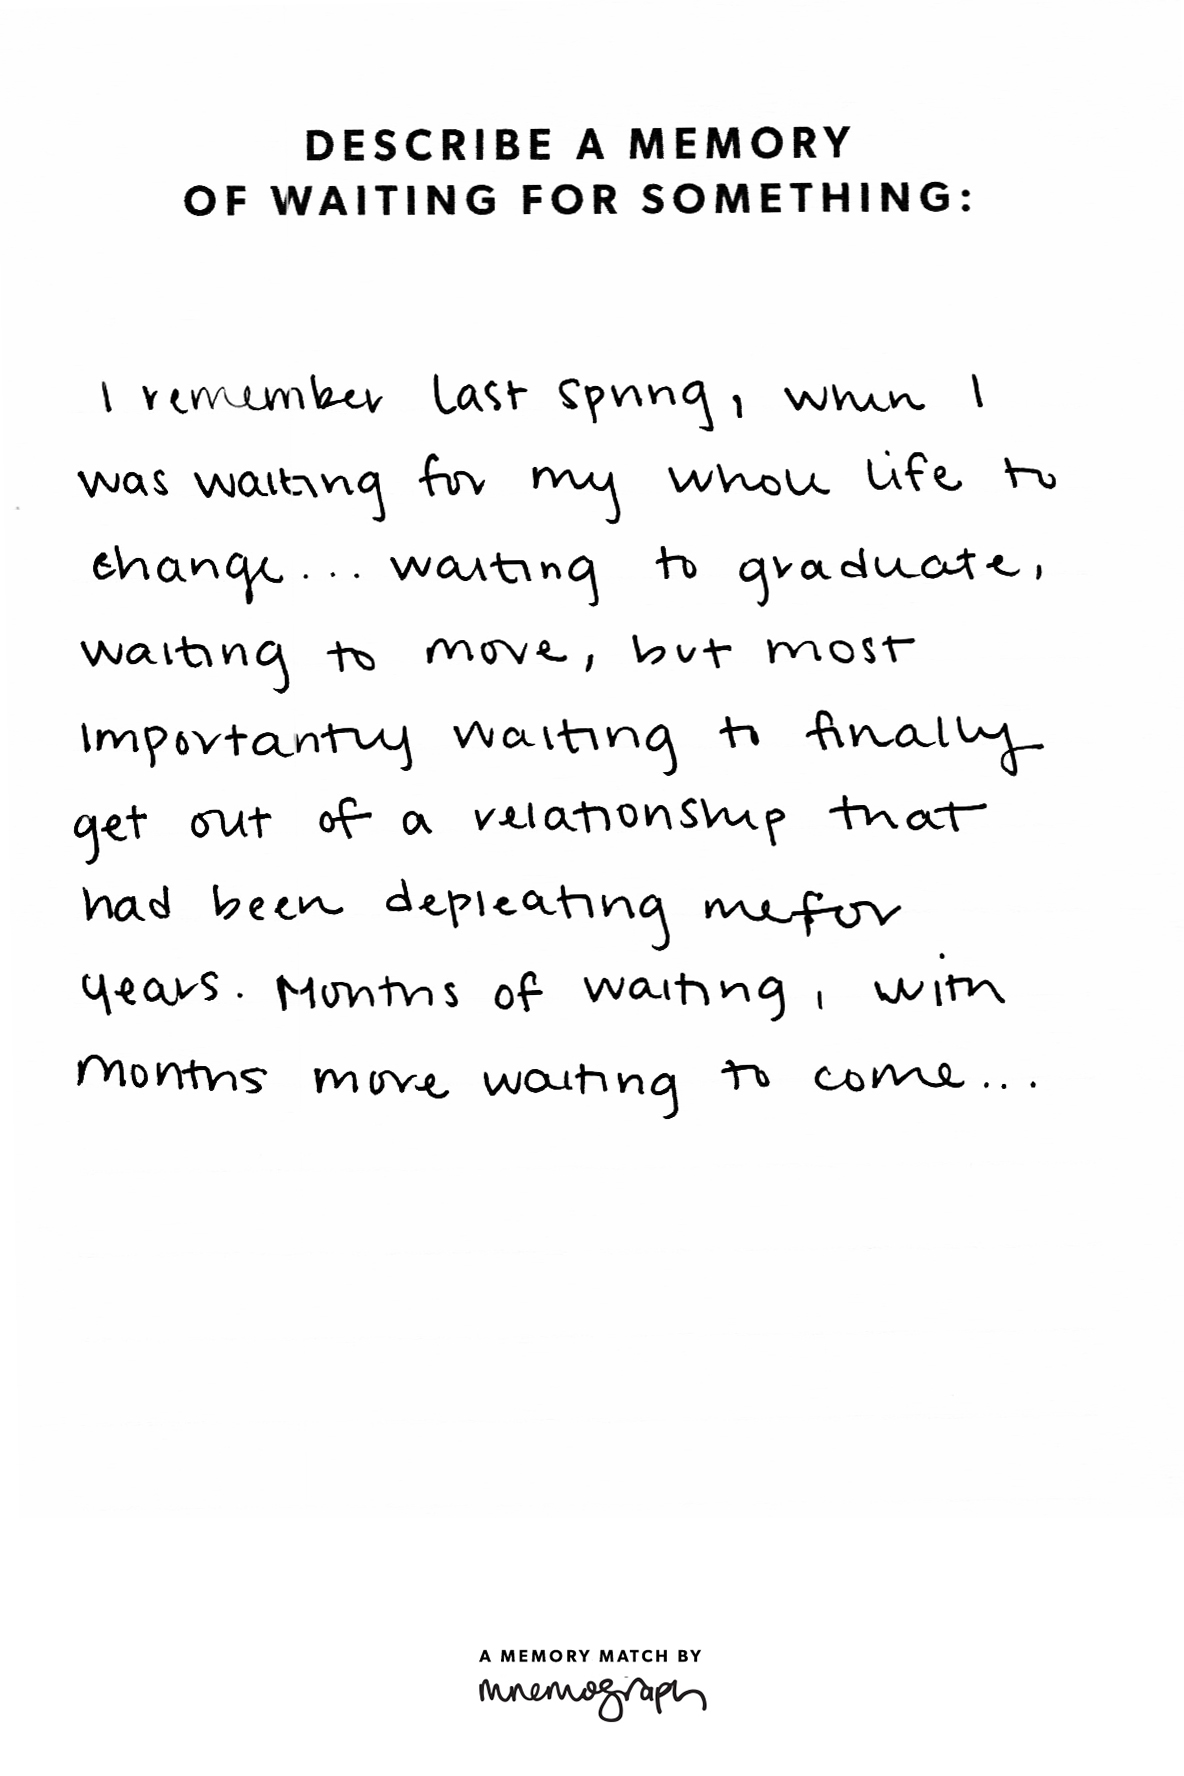 DESCRIBE A MEMORY
OF WAITING FOR SOMETHING:
I remember last spring, when I
was waiting for my whole life to
change... waiting to graduate,
waiting to move, but most
importantly waiting to finally
get out of a relationship that
had been depleating me for
years. Months of waiting, with
months more waiting to come...
A MEMORY MATCH BY
mnemograph